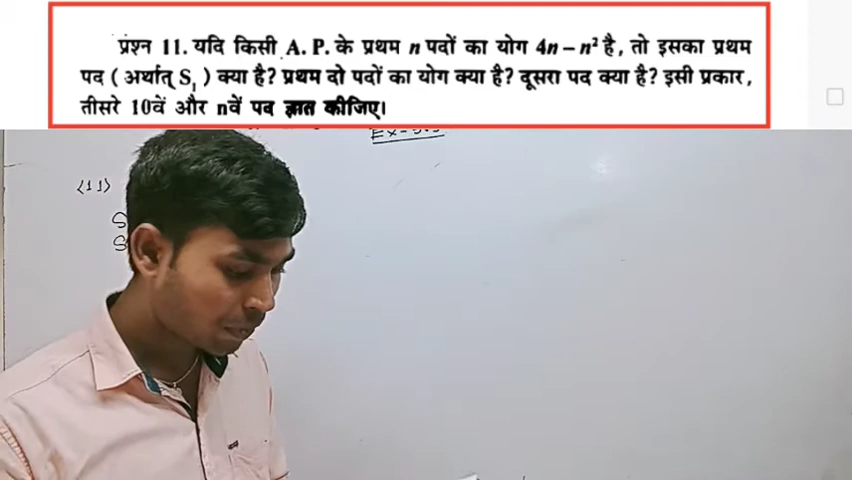 प्रश्न 11. यदि किसी A. P. के प्रथम n पदों का योग 4n – n² है, तो इसका प्रथम
पद ( अर्थात् S₁ ) क्या है? प्रथम दो पदों का योग क्या है? दूसरा पद क्या है? इसी प्रकार,
तीसरे 10वें और nवें पद ज्ञात कीजिए।
<11>
S
S